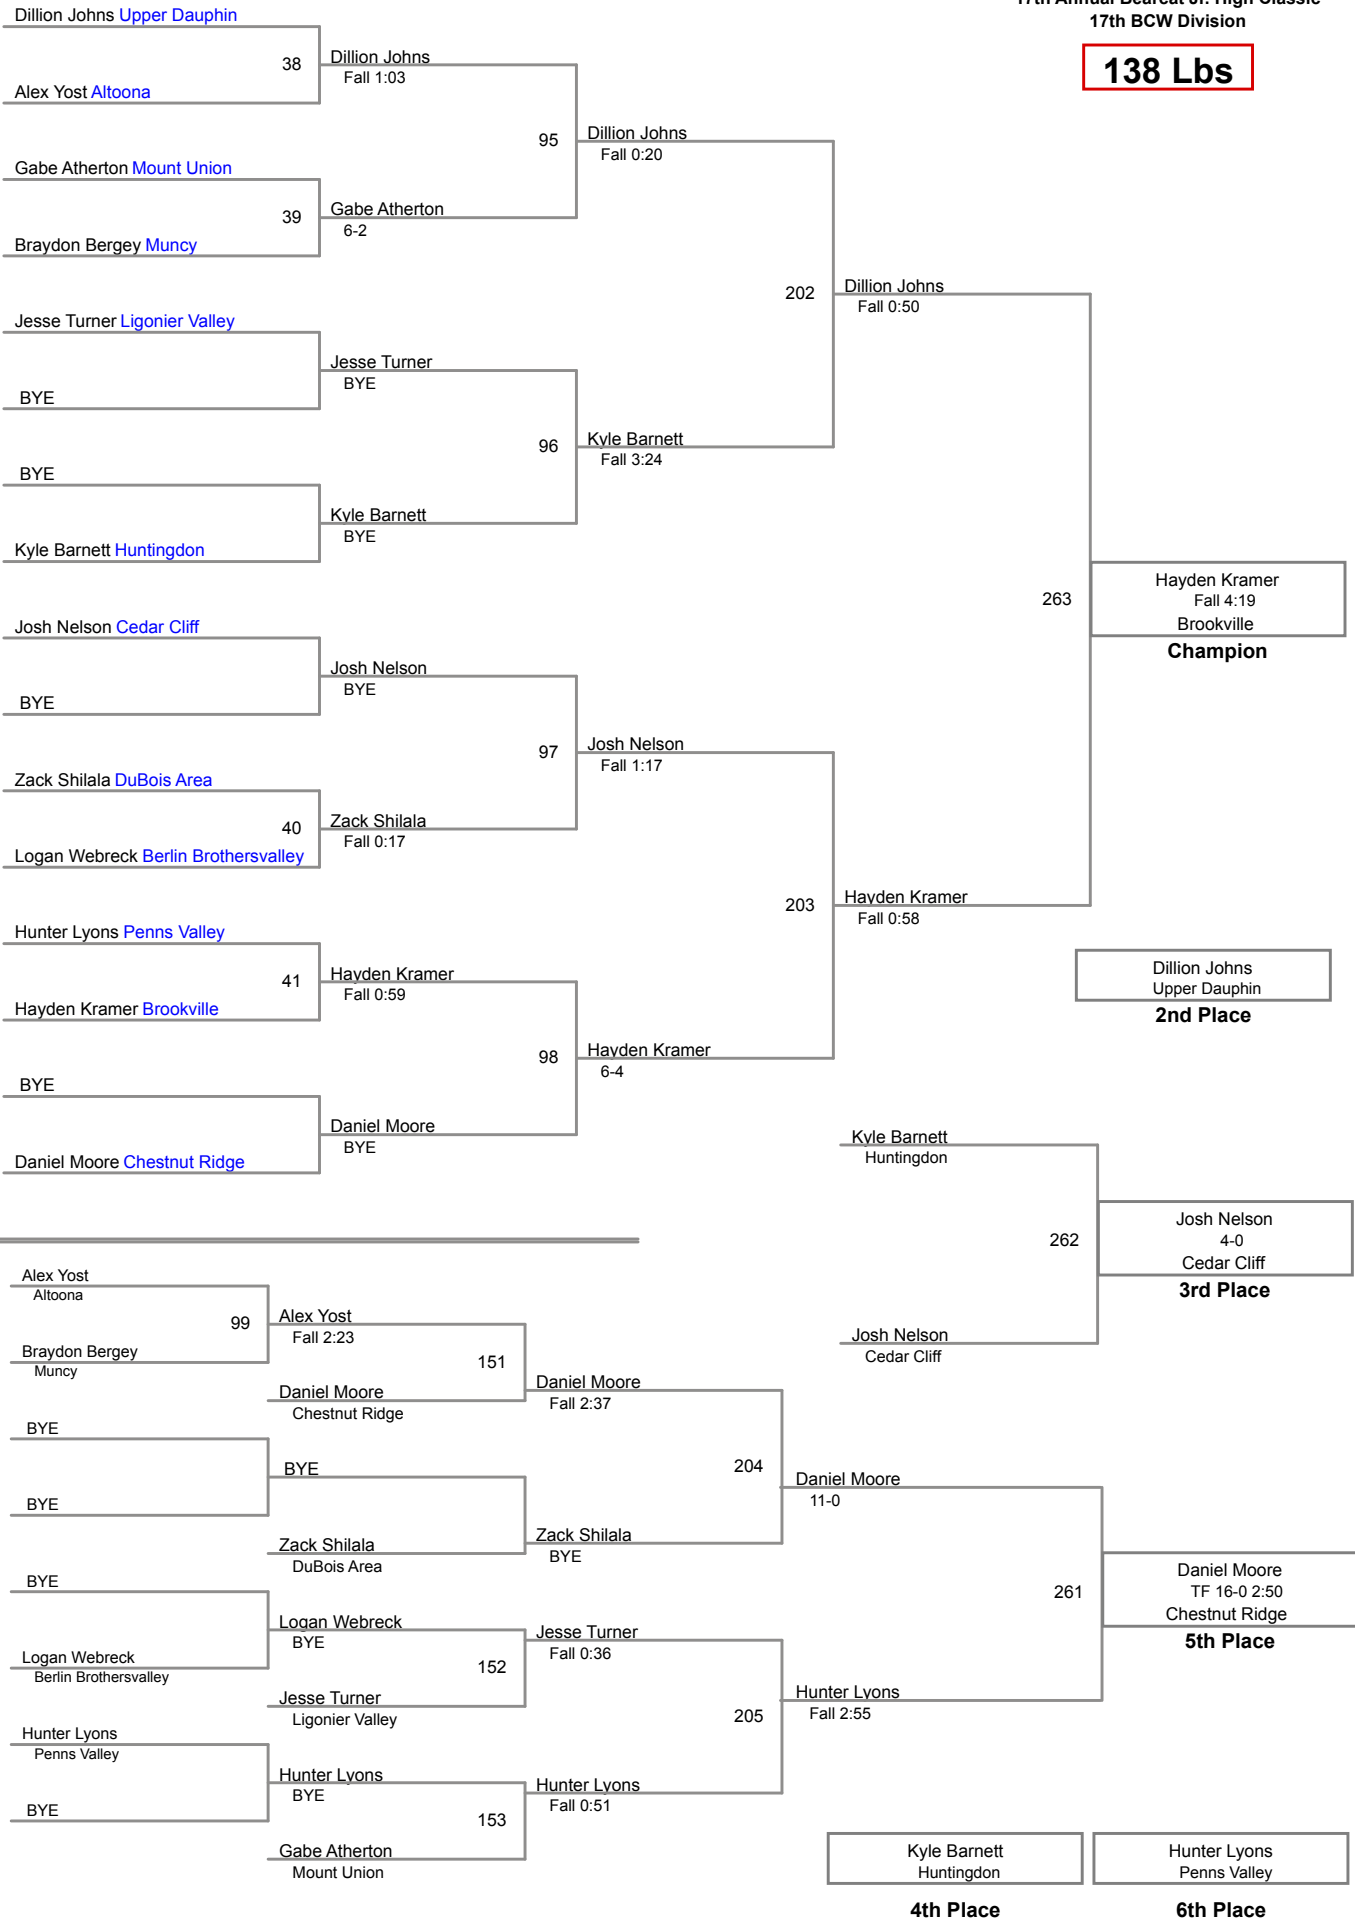 17th Annual Bearcat Jr. High Classic
17th BCW Division
138 Lbs
Dillion Johns Upper Dauphin
38
Dillion Johns
Fall 1:03
Alex Yost Altoona
95
Dillion Johns
Fall 0:20
Gabe Atherton Mount Union
39
Gabe Atherton
6-2
Braydon Bergey Muncy
202
Dillion Johns
Fall 0:50
Jesse Turner Ligonier Valley
Jesse Turner
BYE
BYE
96
Kyle Barnett
Fall 3:24
BYE
Kyle Barnett
BYE
Kyle Barnett Huntingdon
263
Hayden Kramer
Fall 4:19
Brookville
Champion
Josh Nelson Cedar Cliff
Josh Nelson
BYE
BYE
97
Josh Nelson
Fall 1:17
Zack Shilala DuBois Area
40
Zack Shilala
Fall 0:17
Logan Webreck Berlin Brothersvalley
203
Hayden Kramer
Fall 0:58
Hunter Lyons Penns Valley
41
Hayden Kramer
Fall 0:59
Hayden Kramer Brookville
Dillion Johns
Upper Dauphin
2nd Place
98
Hayden Kramer
6-4
BYE
Daniel Moore
BYE
Daniel Moore Chestnut Ridge
Kyle Barnett
Huntingdon
262
Josh Nelson
4-0
Cedar Cliff
3rd Place
Josh Nelson
Cedar Cliff
Alex Yost
Altoona
99
Alex Yost
Fall 2:23
Braydon Bergey
Muncy
151
Daniel Moore
Fall 2:37
Daniel Moore
Chestnut Ridge
BYE
BYE
BYE
204
Daniel Moore
11-0
Zack Shilala
DuBois Area
Zack Shilala
BYE
BYE
Logan Webreck
BYE
Logan Webreck
Berlin Brothersvalley
152
Jesse Turner
Fall 0:36
Jesse Turner
Ligonier Valley
261
Daniel Moore
TF 16-0 2:50
Chestnut Ridge
5th Place
205
Hunter Lyons
Fall 2:55
Hunter Lyons
Penns Valley
Hunter Lyons
BYE
BYE
153
Hunter Lyons
Fall 0:51
Gabe Atherton
Mount Union
Kyle Barnett
Huntingdon
4th Place
Hunter Lyons
Penns Valley
6th Place